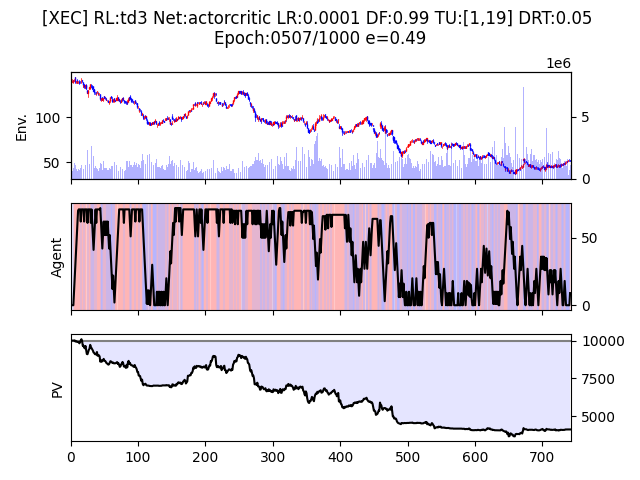 [XEC] RL:td3 Net:actorcritic LR:0.0001 DF:0.99 TU:[1,19] DRT:0.05
Epoch:0507/1000 e=0.49
1e6
Env.
100
50
5
0
Agent
50
0
PV
10000
7500
5000
0 100 200 300 400 500 600 700